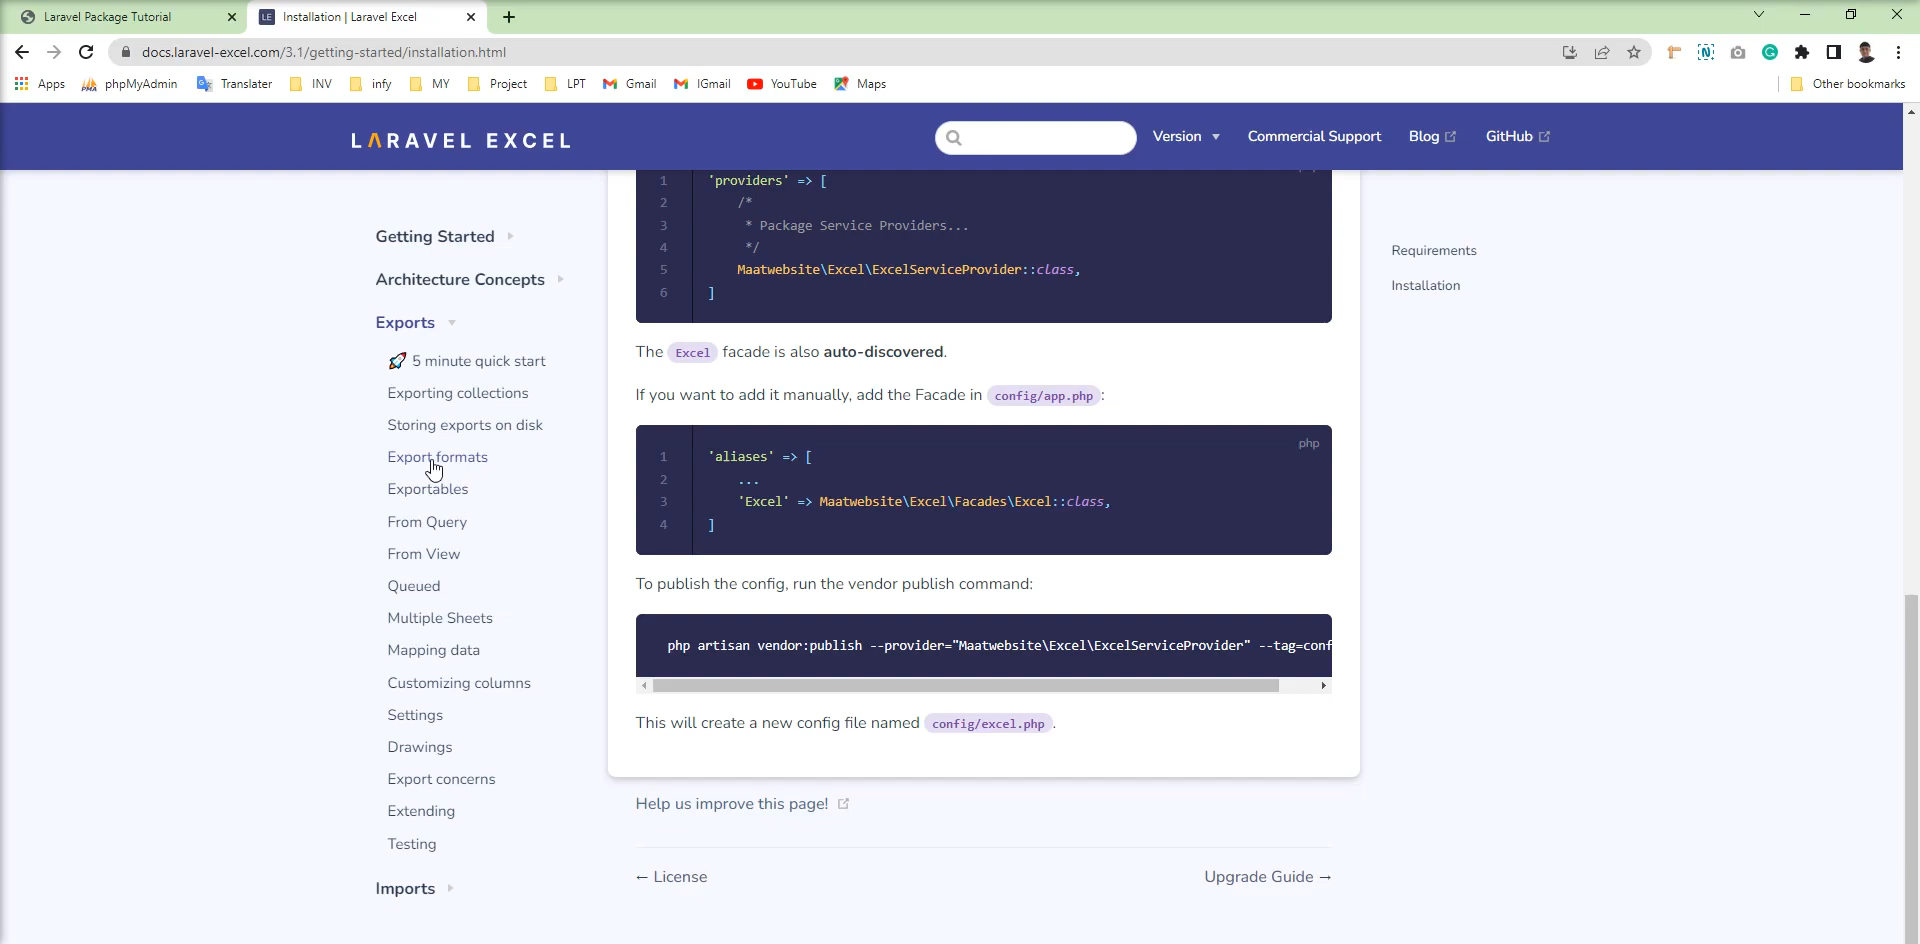 Laravel Package Tutorial
LE Installation | Laravel Excel
docs.laravel-excel.com/3.1/getting-started/installation.html
Apps phpMyAdmin Translater INV infy MY Project LPT Gmail IGmail YouTube Maps Other bookmarks
LARAVEL EXCEL
Version Commercial Support Blog GitHub
Getting Started
Architecture Concepts
Exports
🚀 5 minute quick start
Exporting collections
Storing exports on disk
Export formats
Exportables
From Query
From View
Queued
Multiple Sheets
Mapping data
Customizing columns
Settings
Drawings
Export concerns
Extending
Testing
Imports
1 'providers' => [
2 /*
3 * Package Service Providers...
4 */
5 Maatwebsite\Excel\ExcelServiceProvider::class,
6 ]
The Excel facade is also auto-discovered.
If you want to add it manually, add the Facade in config/app.php:
php
1 'aliases' => [
2 ...
3 'Excel' => Maatwebsite\Excel\Facades\Excel::class,
4 ]
To publish the config, run the vendor publish command:
php artisan vendor:publish --provider="Maatwebsite\Excel\ExcelServiceProvider" --tag=conf
This will create a new config file named config/excel.php.
Help us improve this page!
← License
Upgrade Guide →
Requirements
Installation